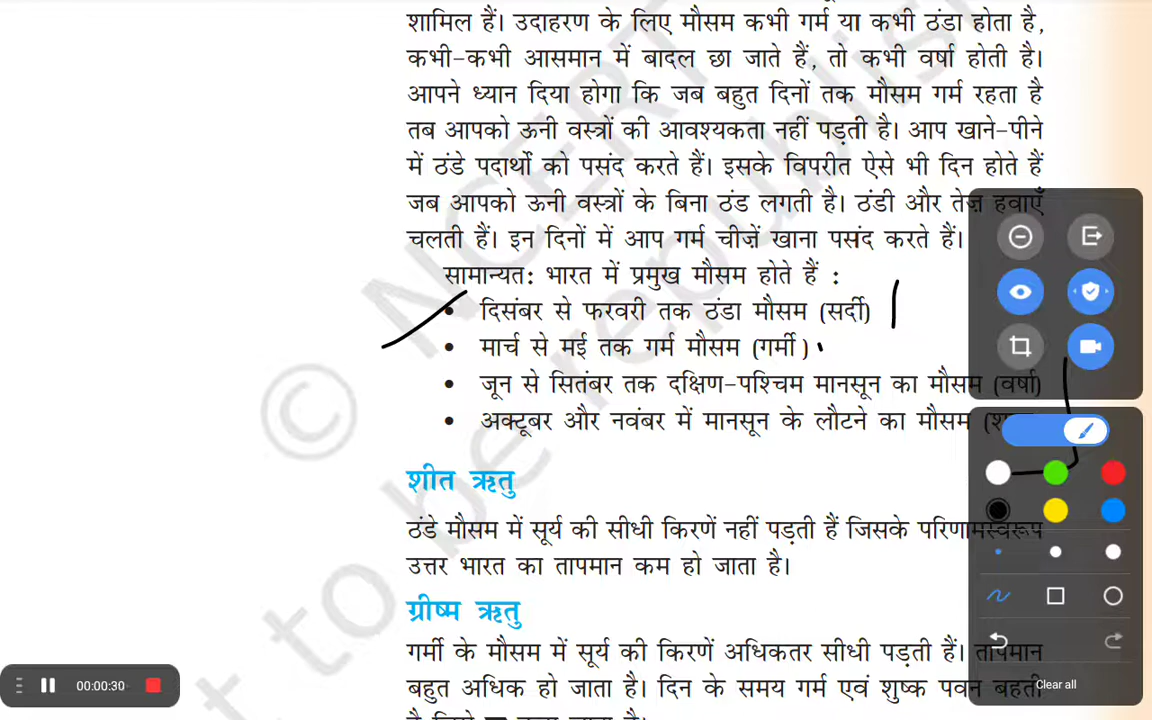 शामिल हैं। उदाहरण के लिए मौसम कभी गर्म या कभी ठंडा होता है,
कभी-कभी आसमान में बादल छा जाते हैं, तो कभी वर्षा होती है।
आपने ध्यान दिया होगा कि जब बहुत दिनों तक मौसम गर्म रहता है
तब आपको ऊनी वस्त्रों की आवश्यकता नहीं पड़ती है। आप खाने-पीने
में ठंडे पदार्थों को पसंद करते हैं। इसके विपरीत ऐसे भी दिन होते हैं
जब आपको ऊनी वस्त्रों के बिना ठंड लगती है। ठंडी और तेज़ हवाएँ
चलती हैं। इन दिनों में आप गर्म चीज़ें खाना पसंद करते हैं।
सामान्यत: भारत में प्रमुख मौसम होते हैं :
• दिसंबर से फरवरी तक ठंडा मौसम (सर्दी)
• मार्च से मई तक गर्म मौसम (गर्मी)
• जून से सितंबर तक दक्षिण-पश्चिम मानसून का मौसम (वर्षा)
• अक्टूबर और नवंबर में मानसून के लौटने का मौसम
शीत ऋतु
ठंडे मौसम में सूर्य की सीधी किरणें नहीं पड़ती हैं जिसके परिणामस्वरूप
उत्तर भारत का तापमान कम हो जाता है।
ग्रीष्म ऋतु
गर्मी के मौसम में सूर्य की किरणें अधिकतर सीधी पड़ती हैं। तापमान
बहुत अधिक हो जाता है। दिन के समय गर्म एवं शुष्क पवन बहती
© NCERT
not to be republished
00:00:30
Clear all